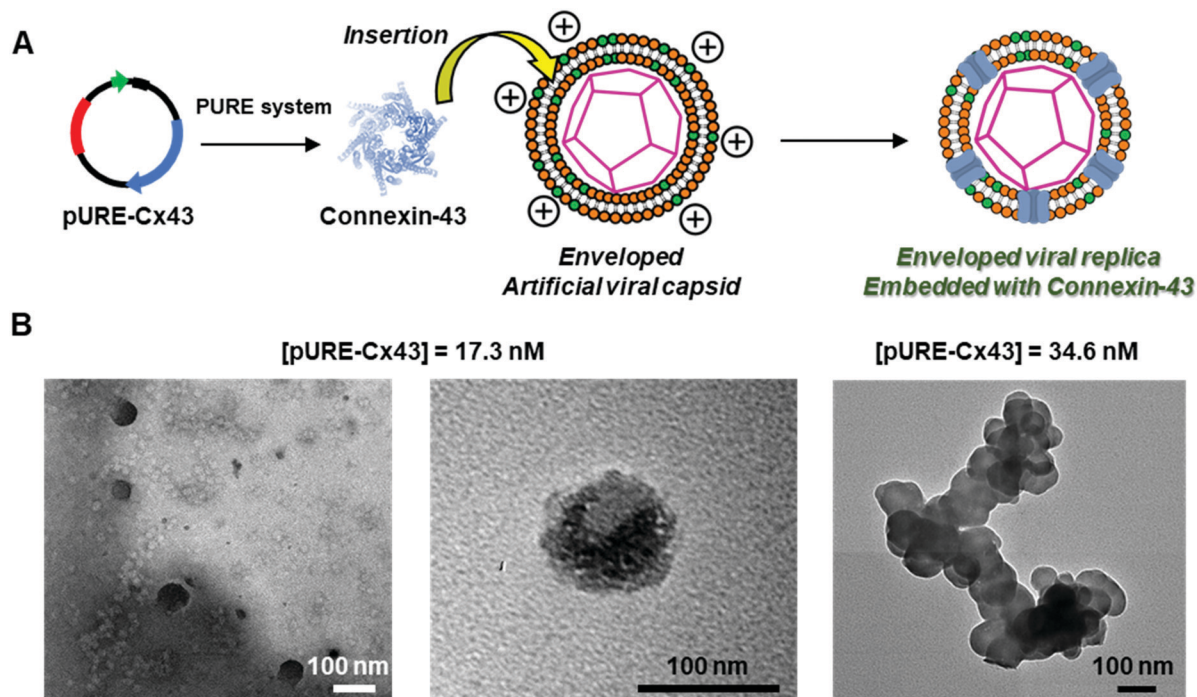 A
Insertion
PURE system
pURE-Cx43
Connexin-43
Enveloped
Artificial viral capsid
Enveloped viral replica
Embedded with Connexin-43
B
[pURE-Cx43] = 17.3 nM
[pURE-Cx43] = 34.6 nM
100 nm
100 nm
100 nm